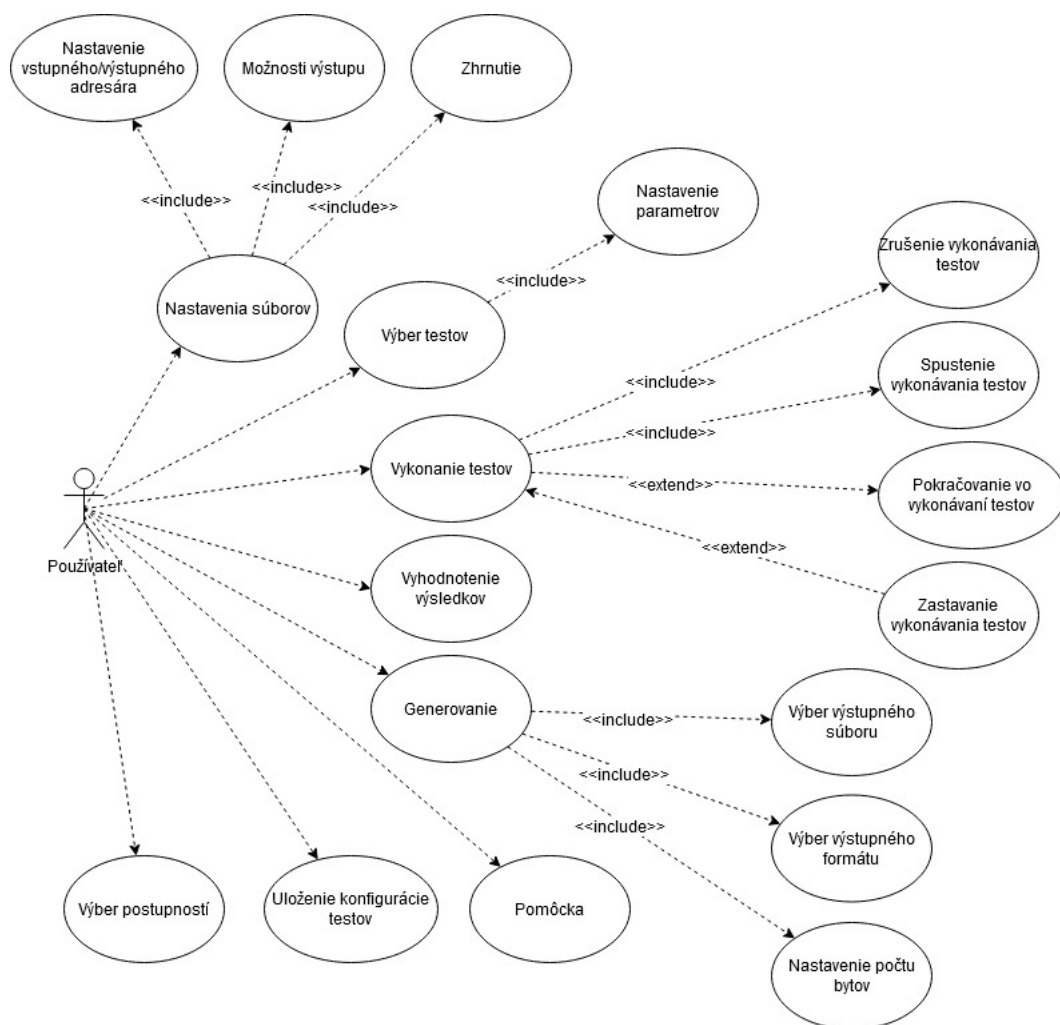 Nastavenie
vstupného/výstupného
adresára
Možnosti výstupu
Zhrnutie
<<include>>
<<include>>
<<include>>
Nastavenia súborov
Nastavenie
parametrov
<<include>>
Výber testov
Zrušenie vykonávania
testov
<<include>>
Spustenie
vykonávania testov
<<include>>
Vykonanie testov
<<extend>>
Pokračovanie vo
vykonávaní testov
<<extend>>
Zastavanie
vykonávania testov
Používateľ
Vyhodnotenie
výsledkov
Generovanie
<<include>>
Výber výstupného
súboru
<<include>>
Výber výstupného
formátu
<<include>>
Nastavenie počtu
bytov
Výber postupností
Uloženie konfigurácie
testov
Pomôcka